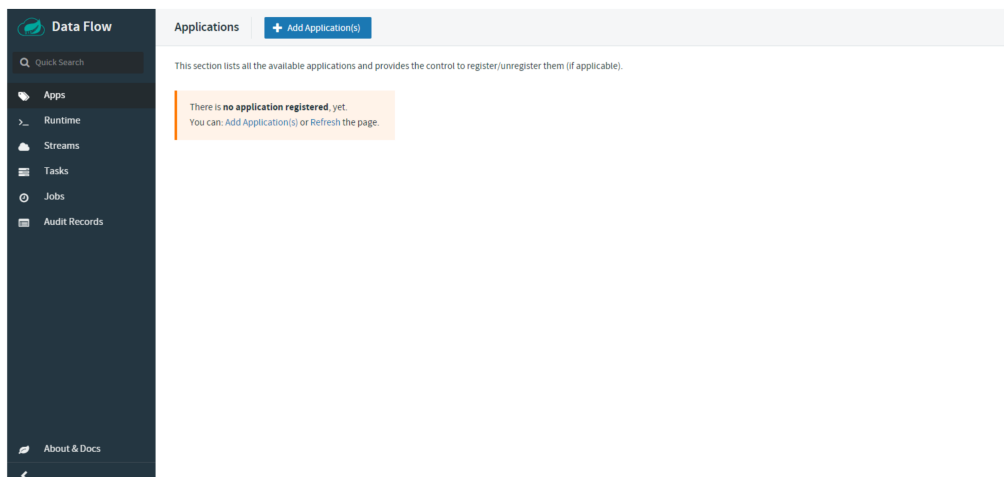 Data Flow
Quick Search
Apps
Runtime
Streams
Tasks
Jobs
Audit Records
About & Docs
Applications
Add Application(s)
This section lists all the available applications and provides the control to register/unregister them (if applicable).
There is no application registered, yet.
You can: Add Application(s) or Refresh the page.